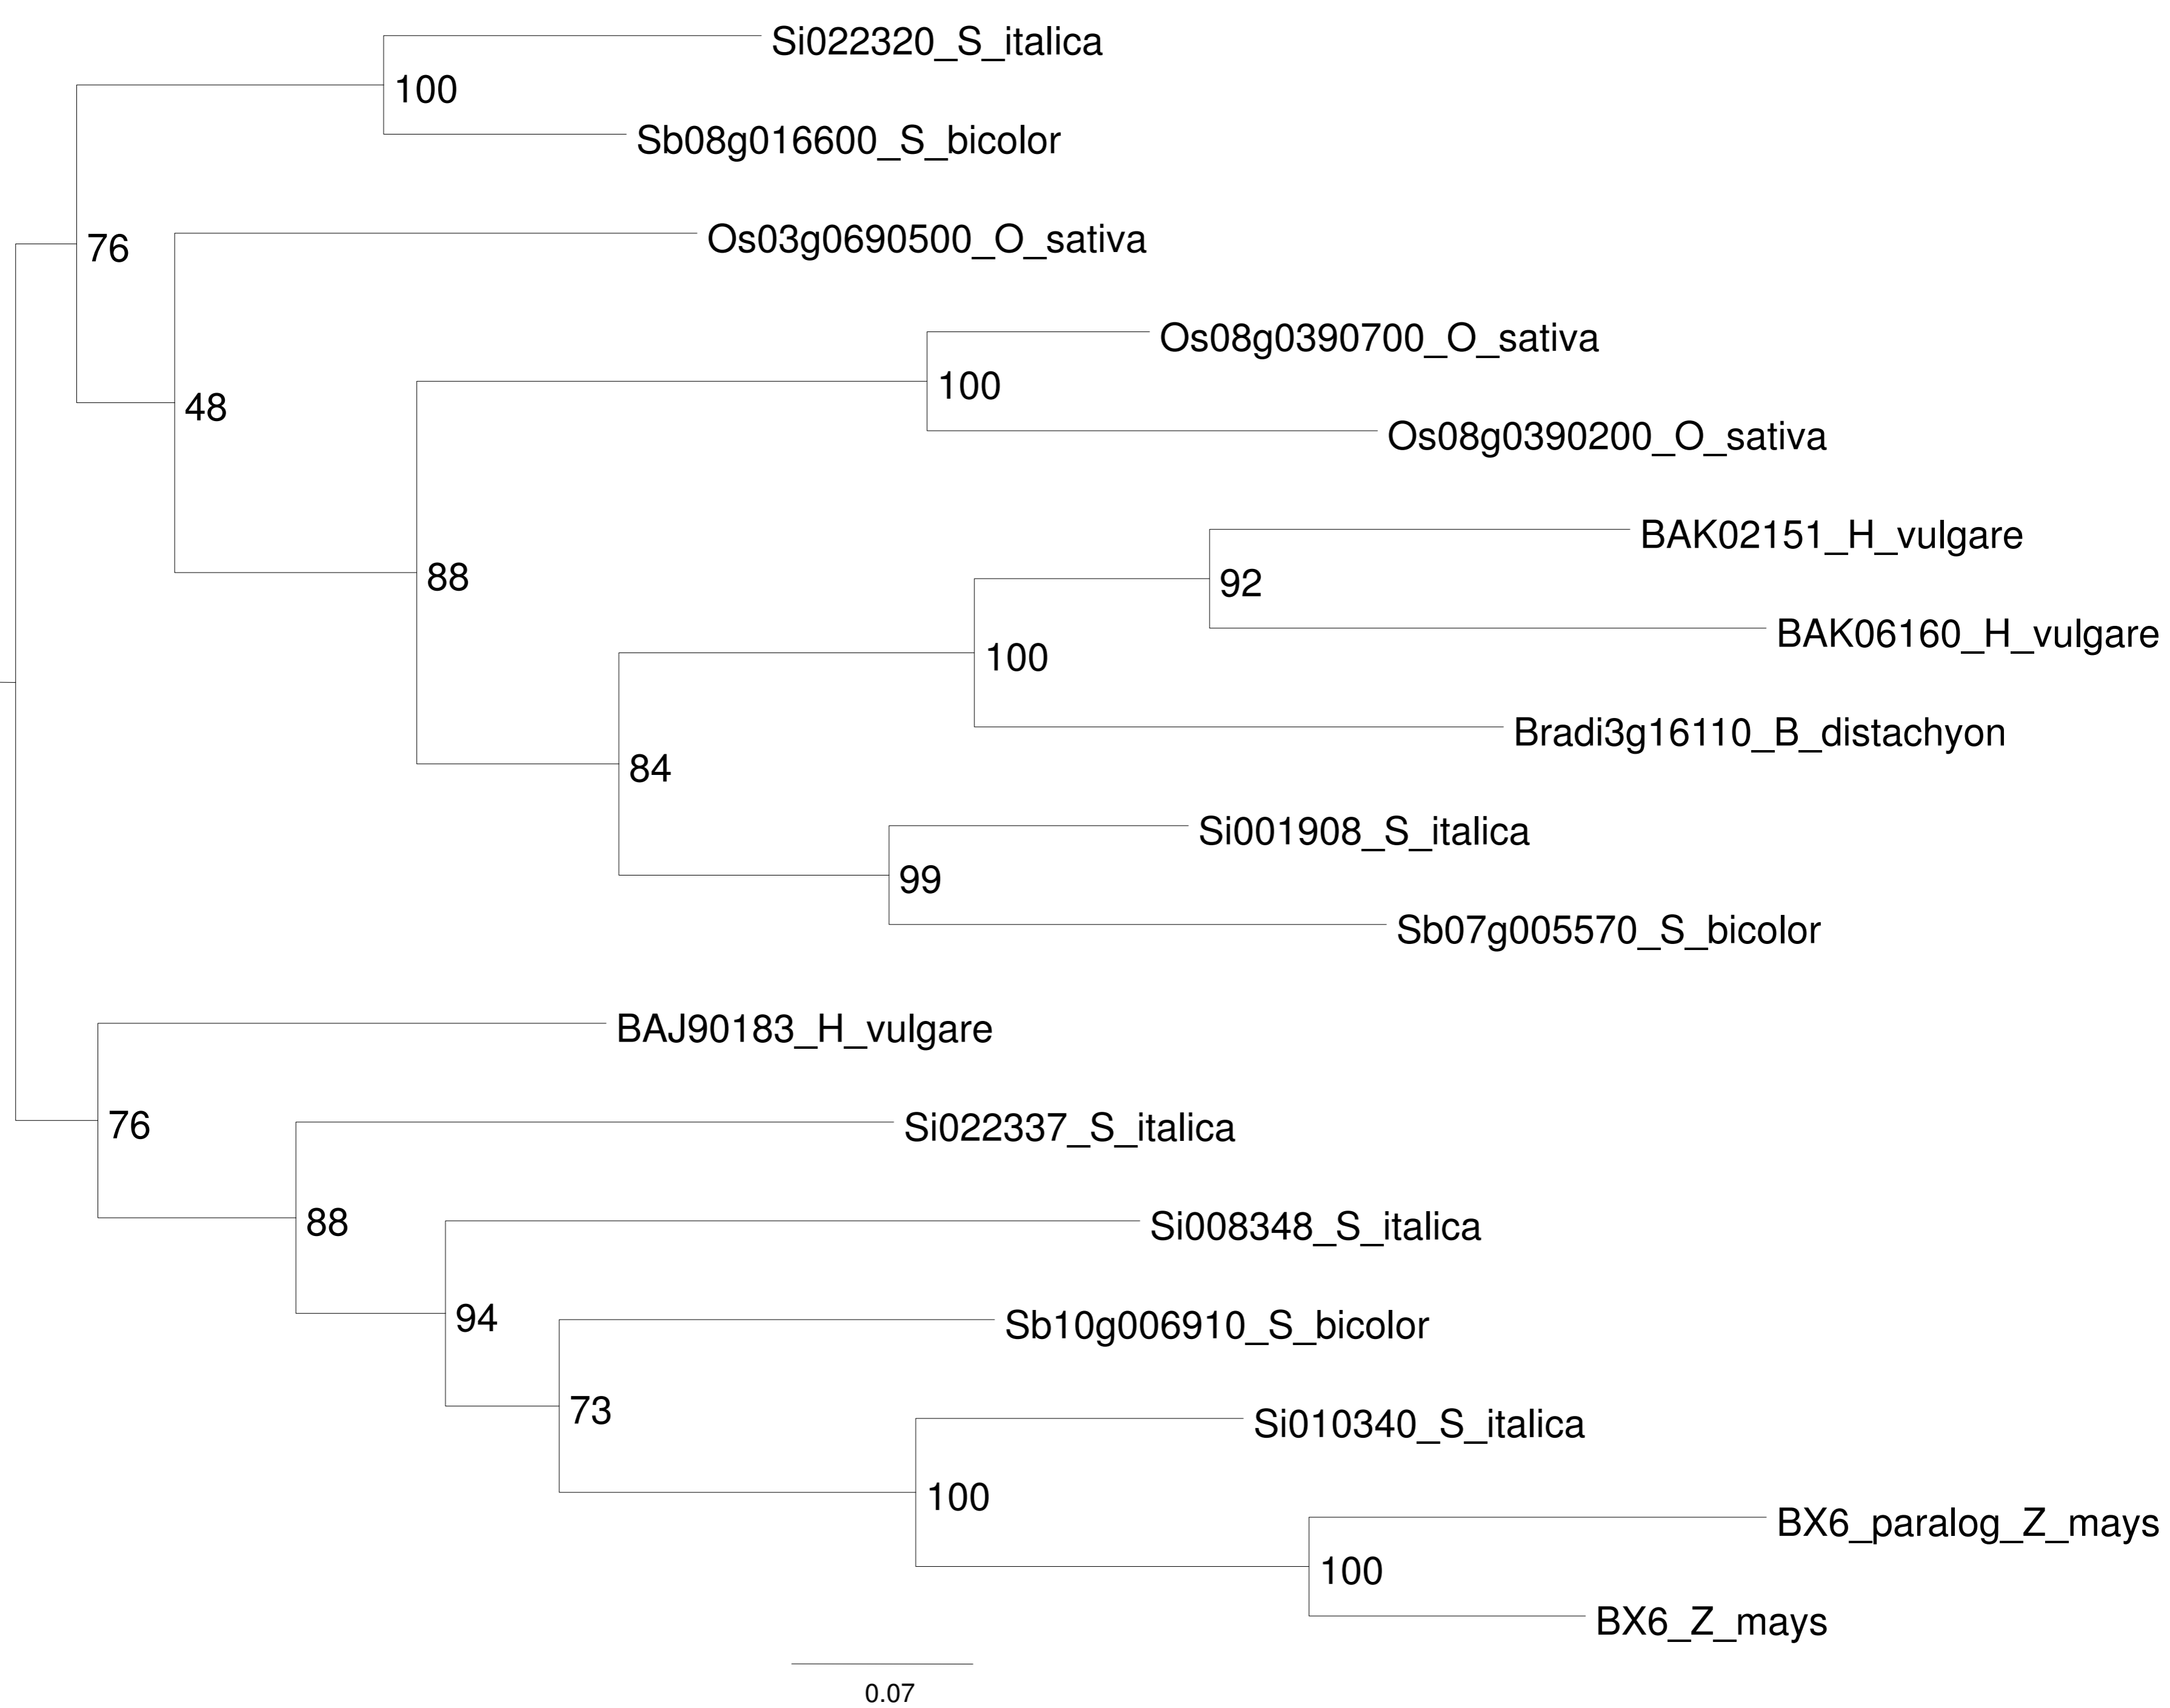 Si022320_S_italica
100
Sb08g016600_S_bicolor
76
Os03g0690500_O_sativa
Os08g0390700_O_sativa
100
48
Os08g0390200_O_sativa
BAK02151_H_vulgare
88
92
BAK06160_H_vulgare
100
Bradi3g16110_B_distachyon
84
Si001908_S_italica
99
Sb07g005570_S_bicolor
BAJ90183_H_vulgare
76
Si022337_S_italica
88
Si008348_S_italica
94
Sb10g006910_S_bicolor
73
Si010340_S_italica
100
BX6_paralog_Z_mays
100
BX6_Z_mays
0.07